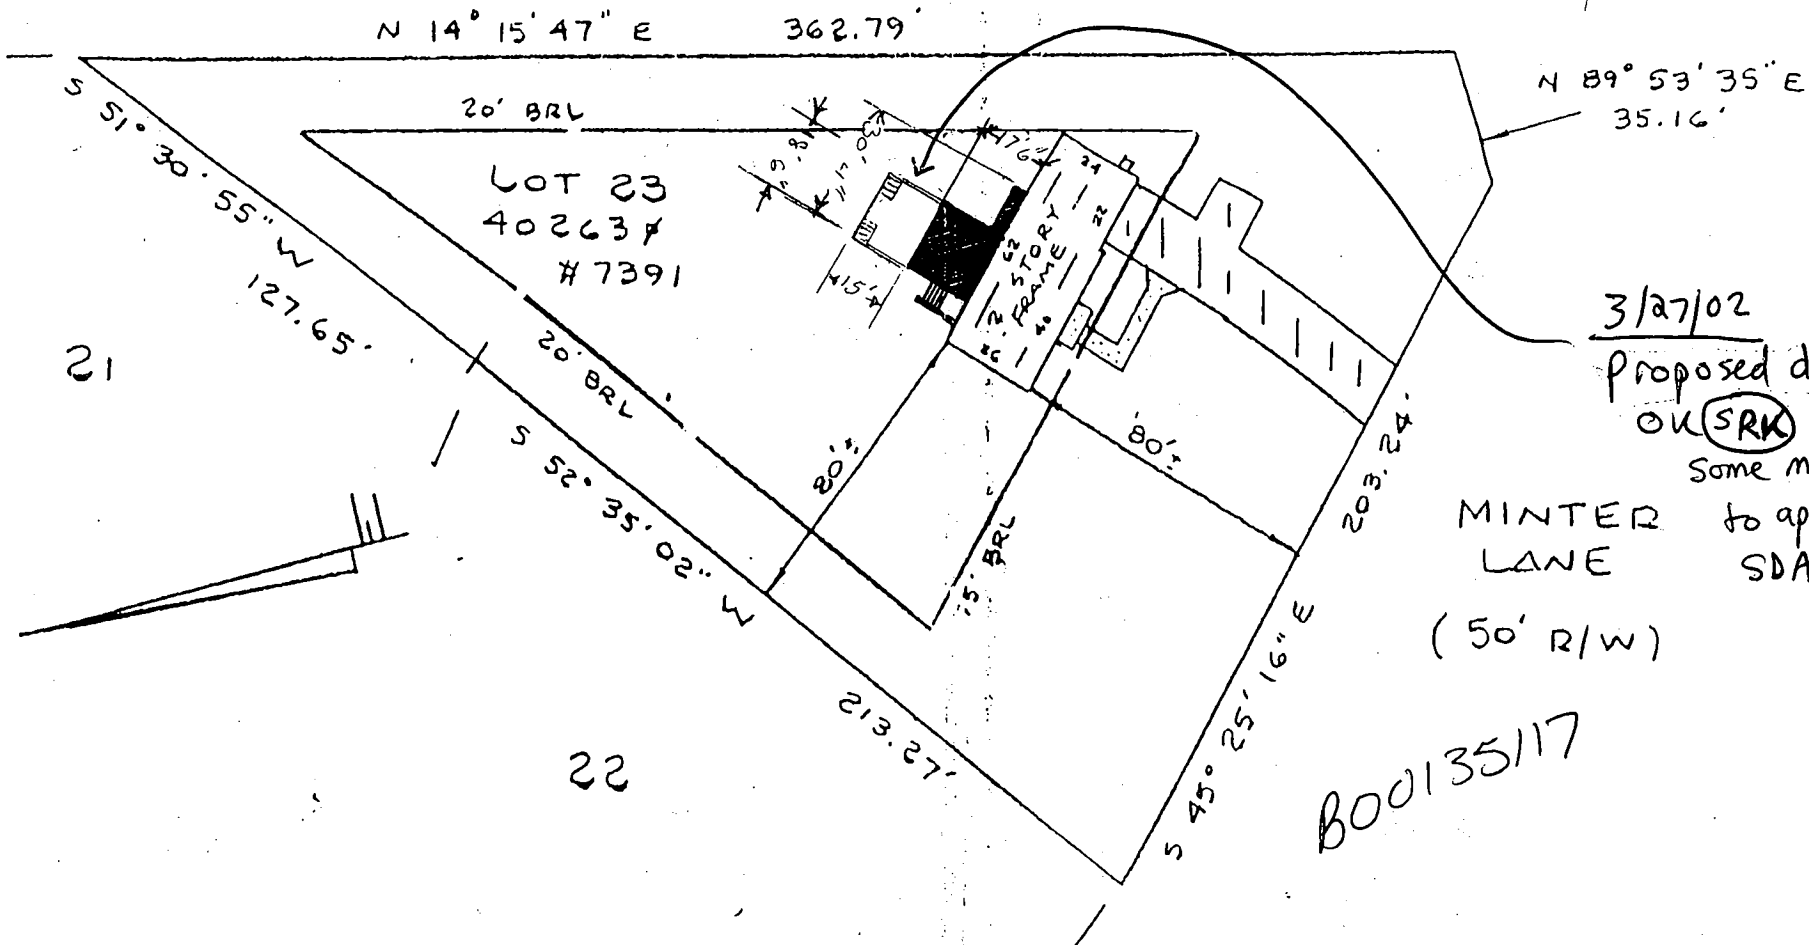 N 14° 15' 47" E 362.79'
N 89° 53' 35" E
35.16'
S 51° 30' 55" W
127.65'
20' BRL
LOT 23
#7391
17'6"
15'
24
22
62
2 STORY
FRAME
26
40
20' BRL
21
S 52° 35' 02" W
213.27'
80'±
15' BRL
203.24'
S 45° 25' 16" E
3/27/02
Proposed d
OK SRK
some m
to ap
SDA
MINTER
LANE
(50' R/W)
22
B00135117